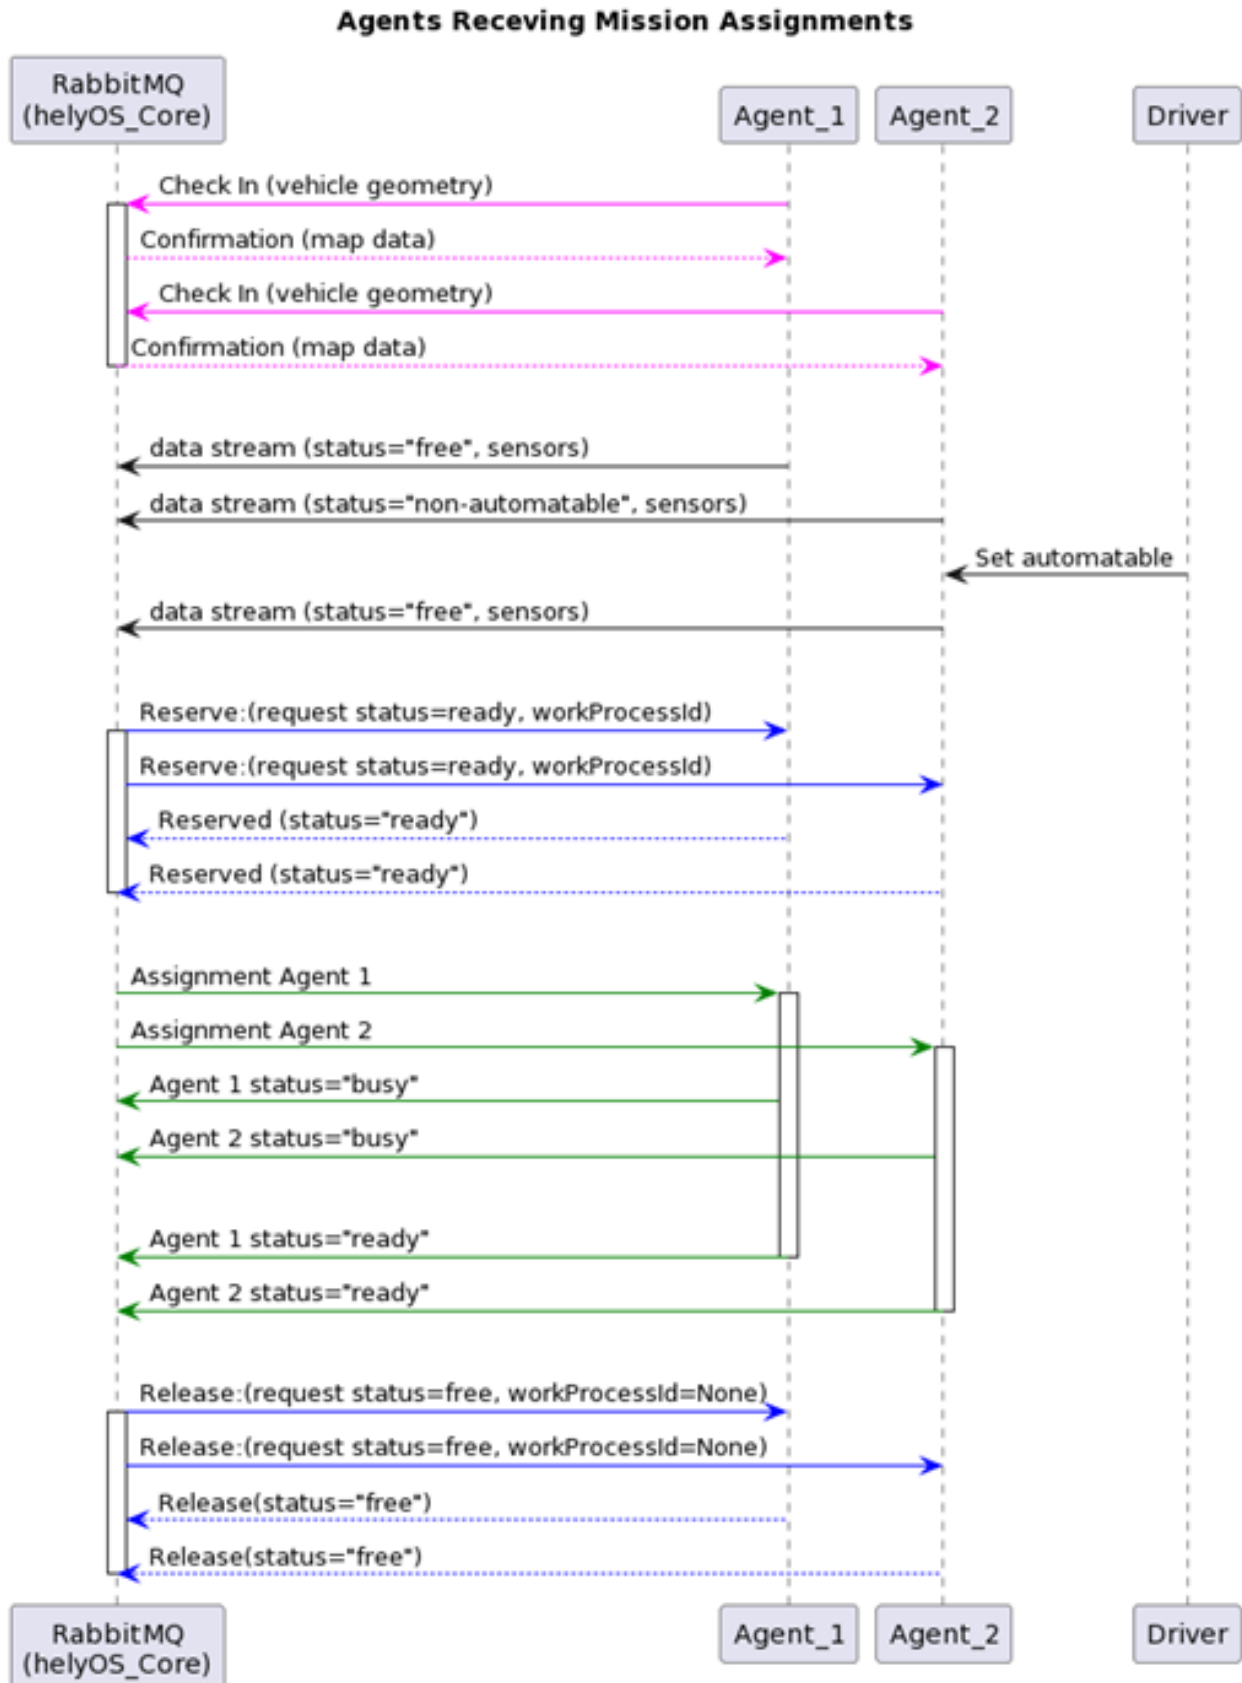 Agents Receving Mission Assignments
RabbitMQ
(helyOS_Core)
Agent_1
Agent_2
Driver
Check In (vehicle geometry)
Confirmation (map data)
Check In (vehicle geometry)
Confirmation (map data)
data stream (status="free", sensors)
data stream (status="non-automatable", sensors)
Set automatable
data stream (status="free", sensors)
Reserve:(request status=ready, workProcessId)
Reserve:(request status=ready, workProcessId)
Reserved (status="ready")
Reserved (status="ready")
Assignment Agent 1
Assignment Agent 2
Agent 1 status="busy"
Agent 2 status="busy"
Agent 1 status="ready"
Agent 2 status="ready"
Release:(request status=free, workProcessId=None)
Release:(request status=free, workProcessId=None)
Release(status="free")
Release(status="free")
RabbitMQ
(helyOS_Core)
Agent_1
Agent_2
Driver